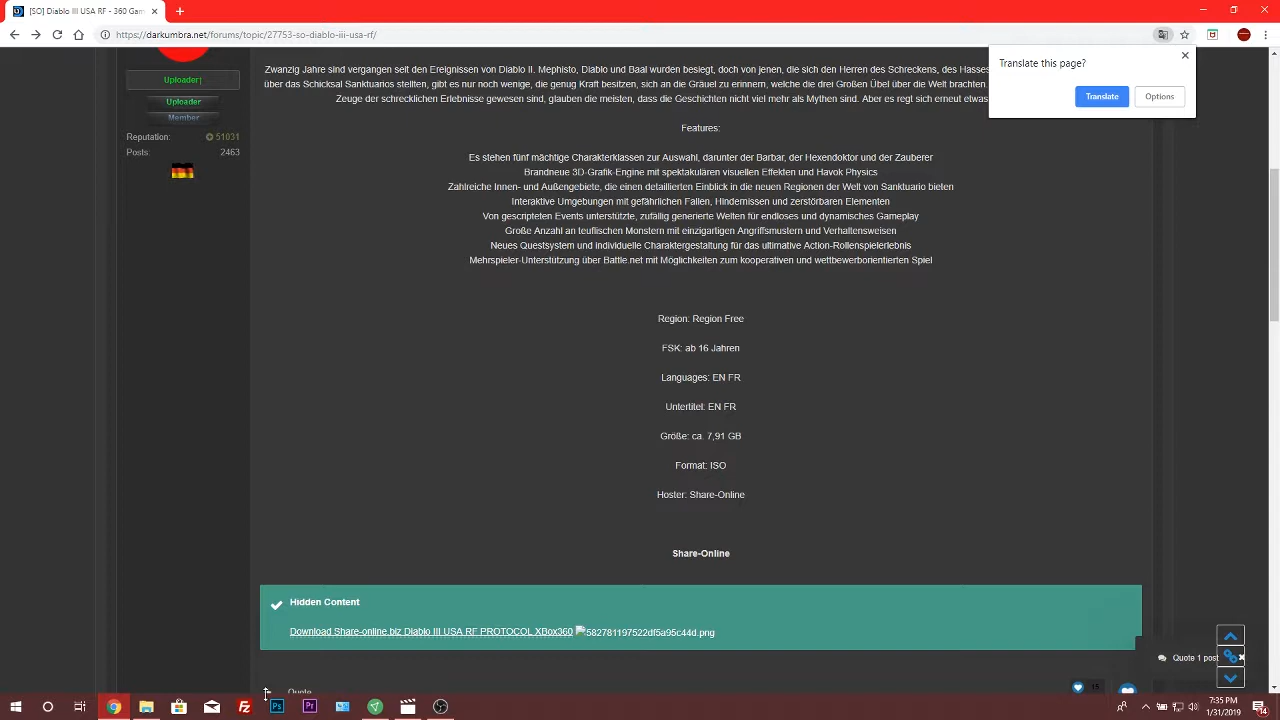 [SO] Diablo III USA RF - 360 Gam
https://darkumbra.net/forums/topic/27753-so-diablo-iii-usa-rf/
Translate this page?
Translate
Options
Uploader|
Uploader
Member
Reputation:
51031
Posts:
2463
Zwanzig Jahre sind vergangen seit den Ereignissen von Diablo II. Mephisto, Diablo und Baal wurden besiegt, doch von jenen, die sich den Herren des Schreckens, des Hasses
über das Schicksal Sanktuarios stellten, gibt es nur noch wenige, die genug Kraft besitzen, sich an die Gräuel zu erinnern, welche die drei Großen Übel über die Welt brachten.
Zeuge der schrecklichen Erlebnisse gewesen sind, glauben die meisten, dass die Geschichten nicht viel mehr als Mythen sind. Aber es regt sich erneut etwas
Features:
Es stehen fünf mächtige Charakterklassen zur Auswahl, darunter der Barbar, der Hexendoktor und der Zauberer
Brandneue 3D-Grafik-Engine mit spektakulären visuellen Effekten und Havok Physics
Zahlreiche Innen- und Außengebiete, die einen detaillierten Einblick in die neuen Regionen der Welt von Sanktuario bieten
Interaktive Umgebungen mit gefährlichen Fallen, Hindernissen und zerstörbaren Elementen
Von gescripteten Events unterstützte, zufällig generierte Welten für endloses und dynamisches Gameplay
Große Anzahl an teuflischen Monstern mit einzigartigen Angriffsmustern und Verhaltensweisen
Neues Questsystem und individuelle Charaktergestaltung für das ultimative Action-Rollenspielerlebnis
Mehrspieler-Unterstützung über Battle.net mit Möglichkeiten zum kooperativen und wettbewerborientierten Spiel
Region: Region Free
FSK: ab 16 Jahren
Languages: EN FR
Untertitel: EN FR
Größe: ca. 7,91 GB
Format: ISO
Hoster: Share-Online
Share-Online
Hidden Content
Download Share-online.biz Diablo III USA RF PROTOCOL XBox360 582781197522df5a95c44d.png
Quote 1 post
Quote
15
Fz
Ps
Pr
7:35 PM
1/31/2019
14